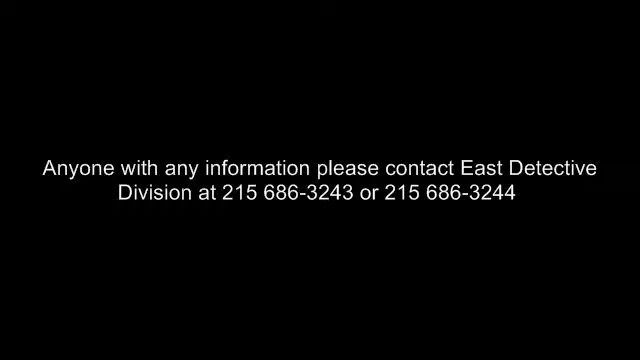 Anyone with any information please contact East Detective
Division at 215 686-3243 or 215 686-3244